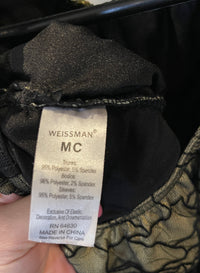 WEISSMAN®
MC
Trunks:
95% Polyester, 5% Spandex
Bodice:
98% Polyester, 2% Spandex
Sleeves:
95% Polyester, 5% Spandex
Exclusive Of Elastic,
Decoration, And Ornamentation
RN 64630
MADE IN CHINA